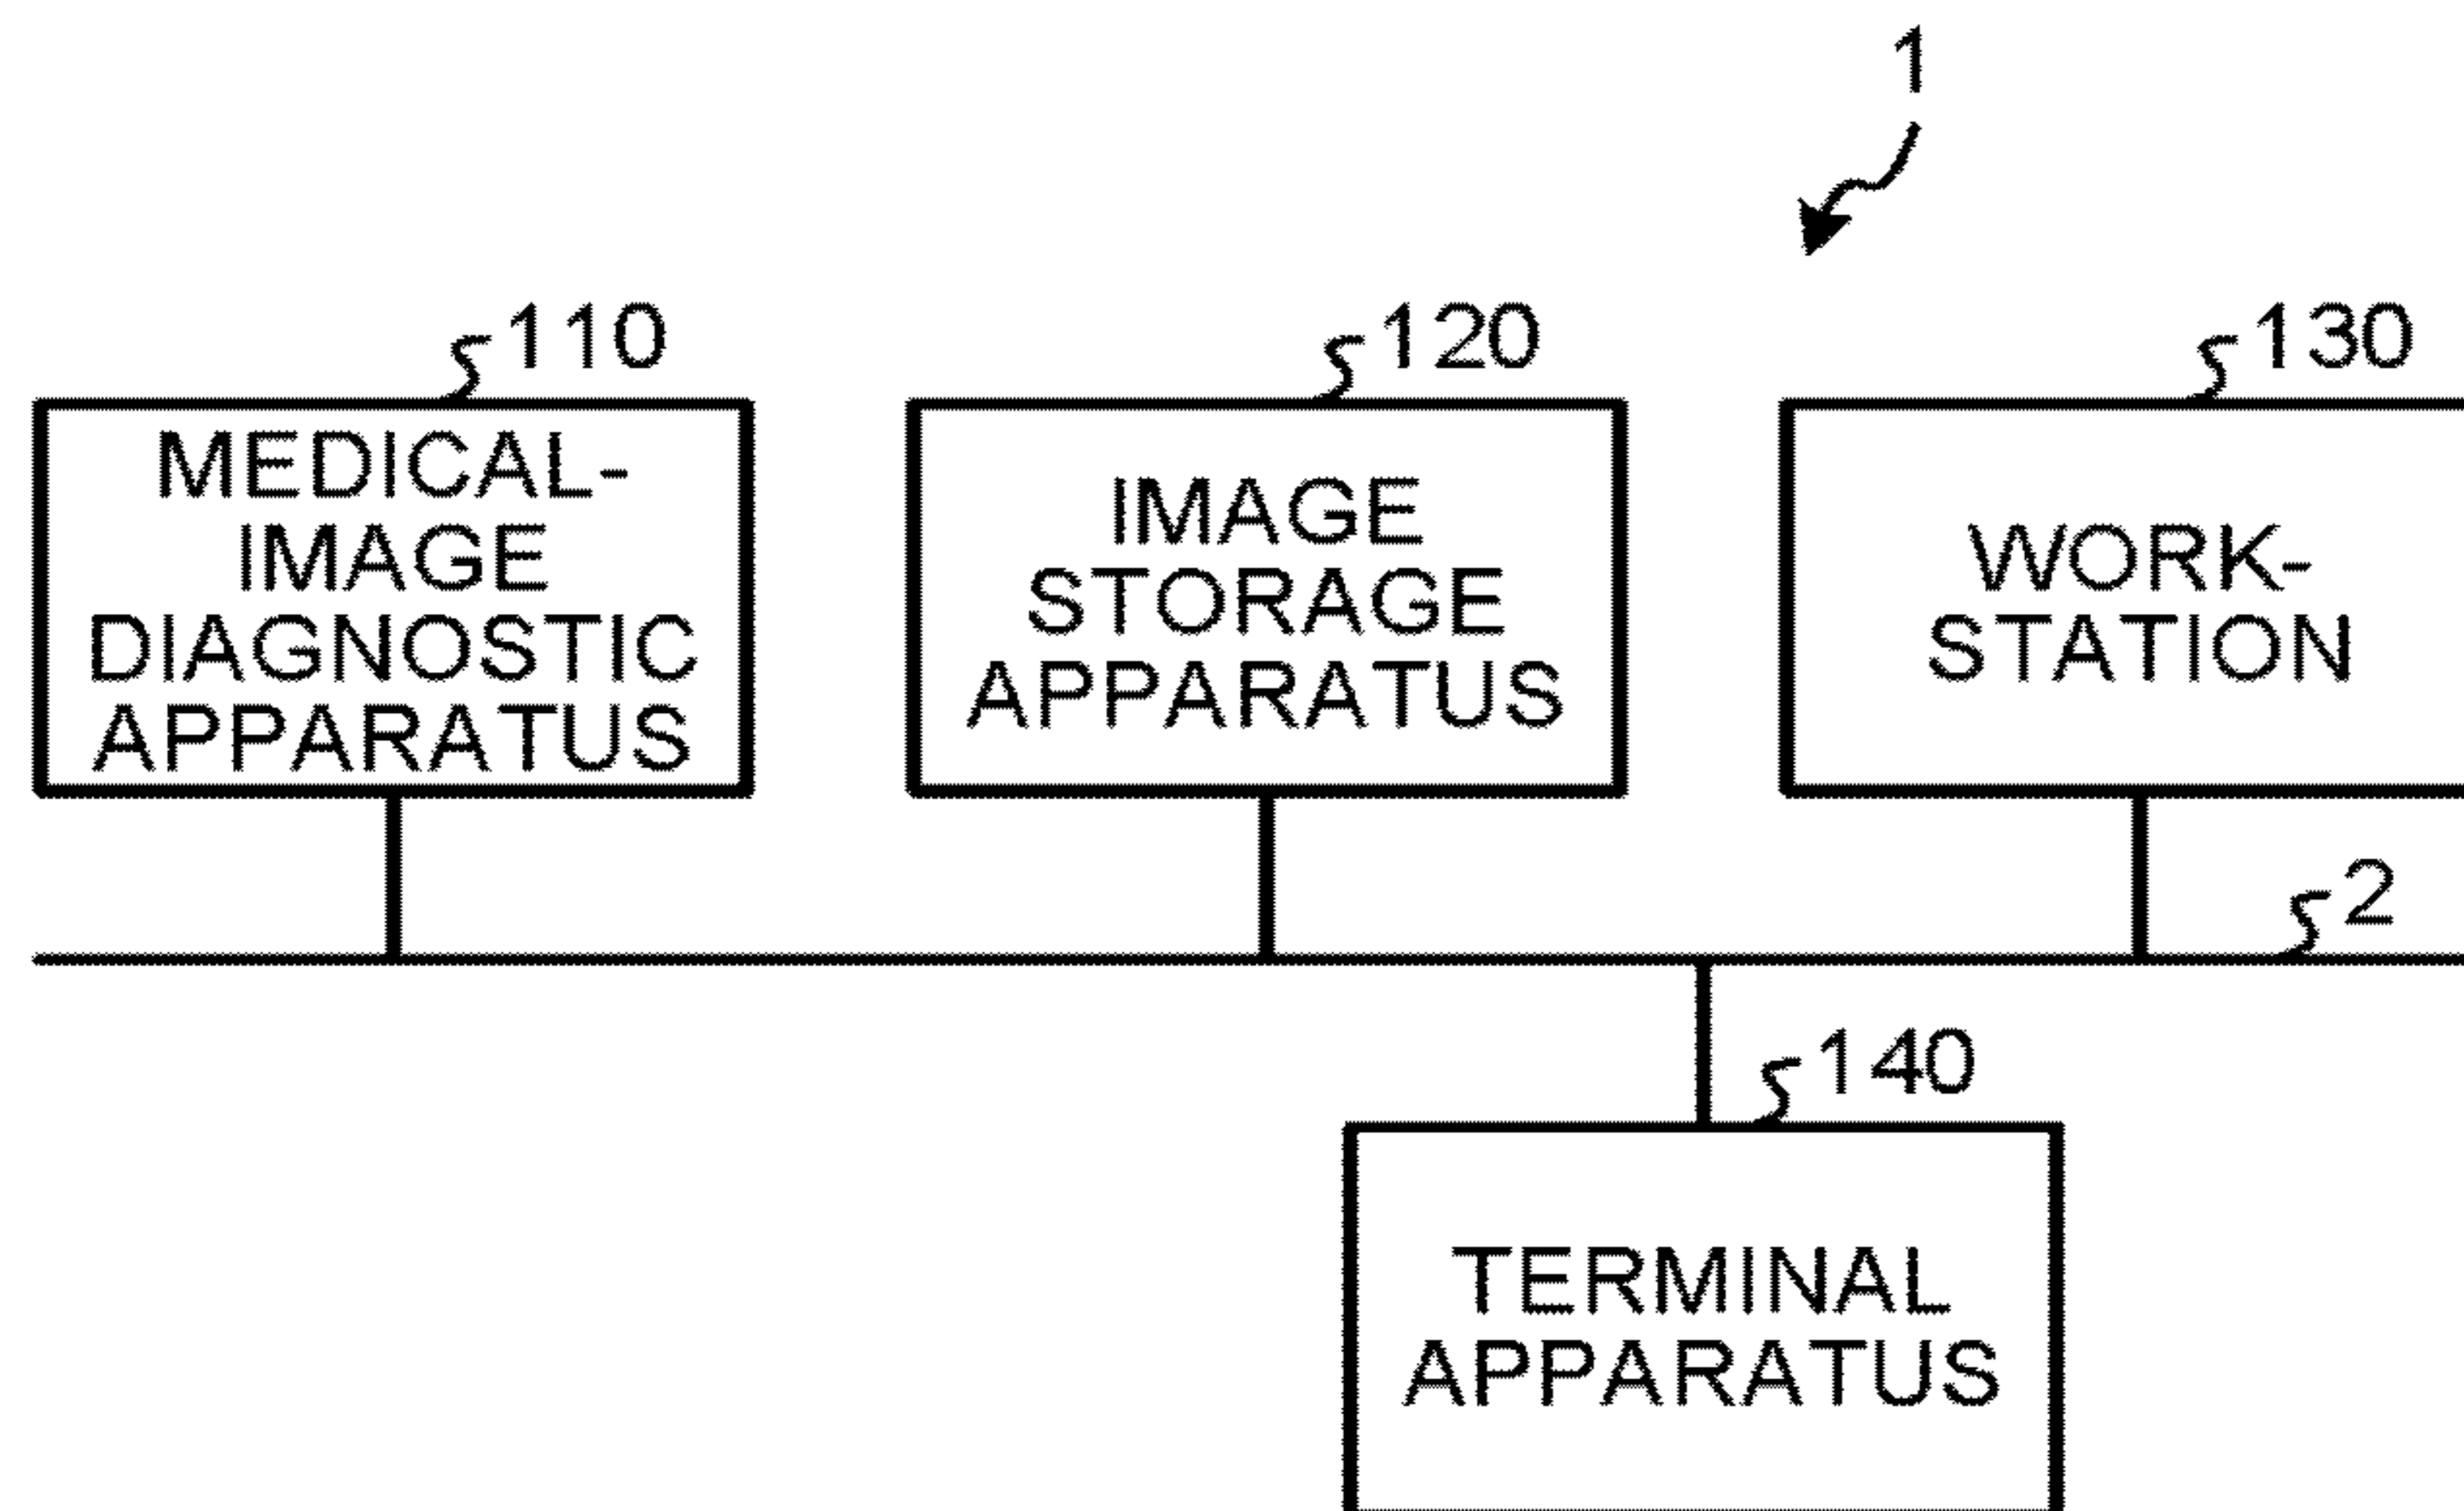 1
110
120
130
MEDICAL-
IMAGE
DIAGNOSTIC
APPARATUS
IMAGE
STORAGE
APPARATUS
WORK-
STATION
2
140
TERMINAL
APPARATUS